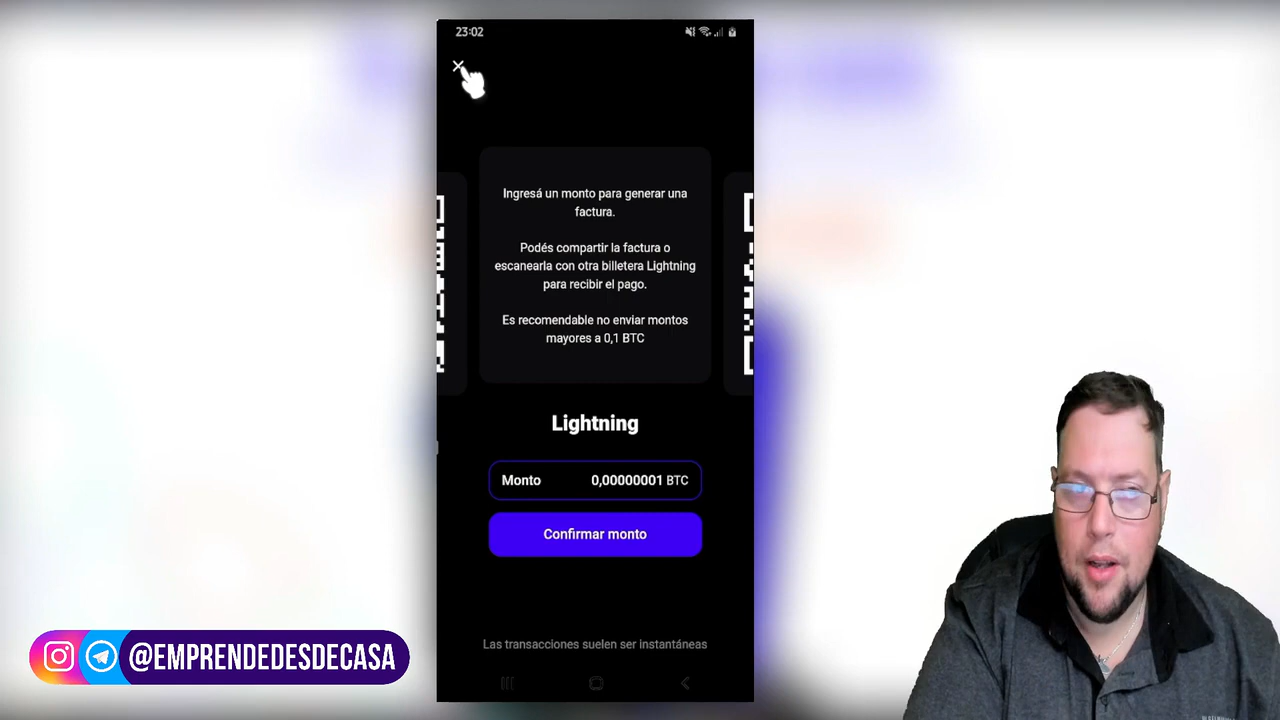 23:02
Ingresá un monto para generar una
factura.
Podés compartir la factura o
escanearla con otra billetera Lightning
para recibir el pago.
Es recomendable no enviar montos
mayores a 0,1 BTC
Lightning
Monto 0,00000001 BTC
Confirmar monto
Las transacciones suelen ser instantáneas
@EMPRENDEDESDECASA